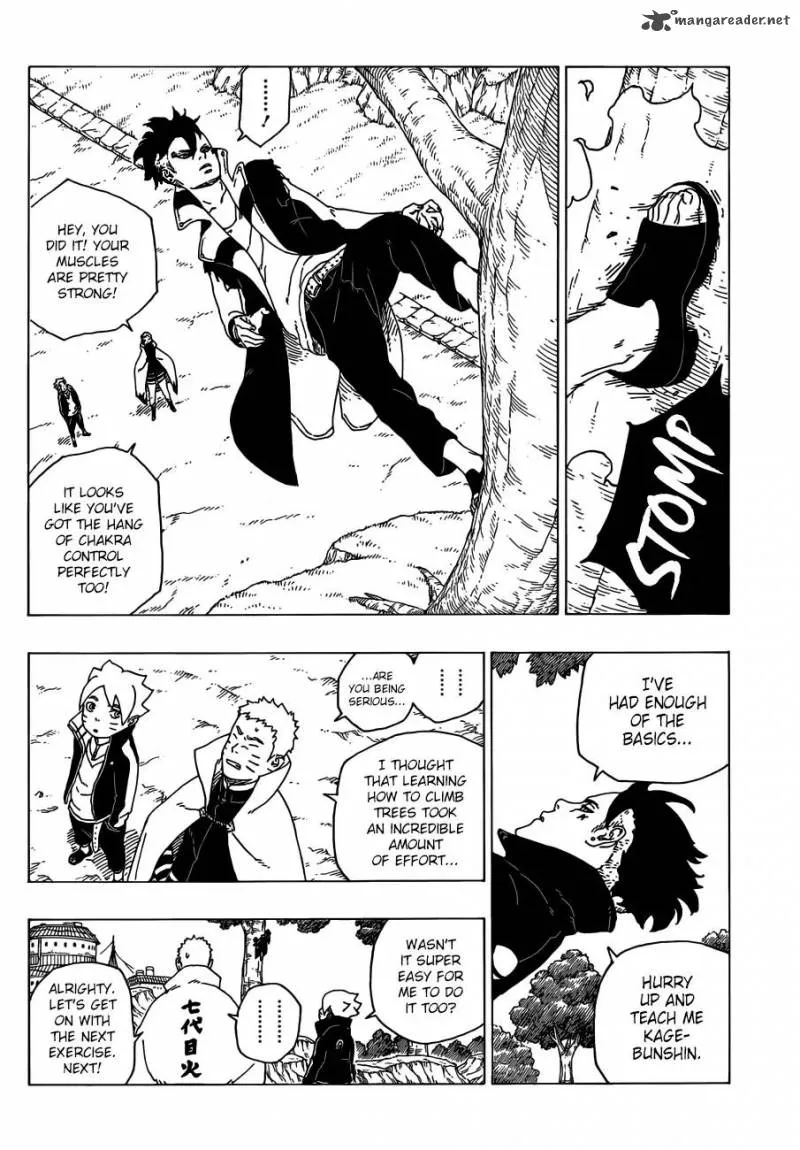 mangareader.net
STOMP
......!
HEY, YOU
DID IT! YOUR
MUSCLES
ARE PRETTY
STRONG!
IT LOOKS
LIKE YOU'VE
GOT THE HANG
OF CHAKRA
CONTROL
PERFECTLY
TOO!
I'VE
HAD ENOUGH
OF THE
BASICS...
HURRY
UP AND
TEACH ME
KAGE-
BUNSHIN.
......
...ARE
YOU BEING
SERIOUS...
I THOUGHT
THAT LEARNING
HOW TO CLIMB
TREES TOOK
AN INCREDIBLE
AMOUNT
OF EFFORT...
WASN'T
IT SUPER
EASY FOR
ME TO DO
IT TOO?
......
七代目火
ALRIGHTY.
LET'S GET
ON WITH
THE NEXT
EXERCISE.
NEXT!